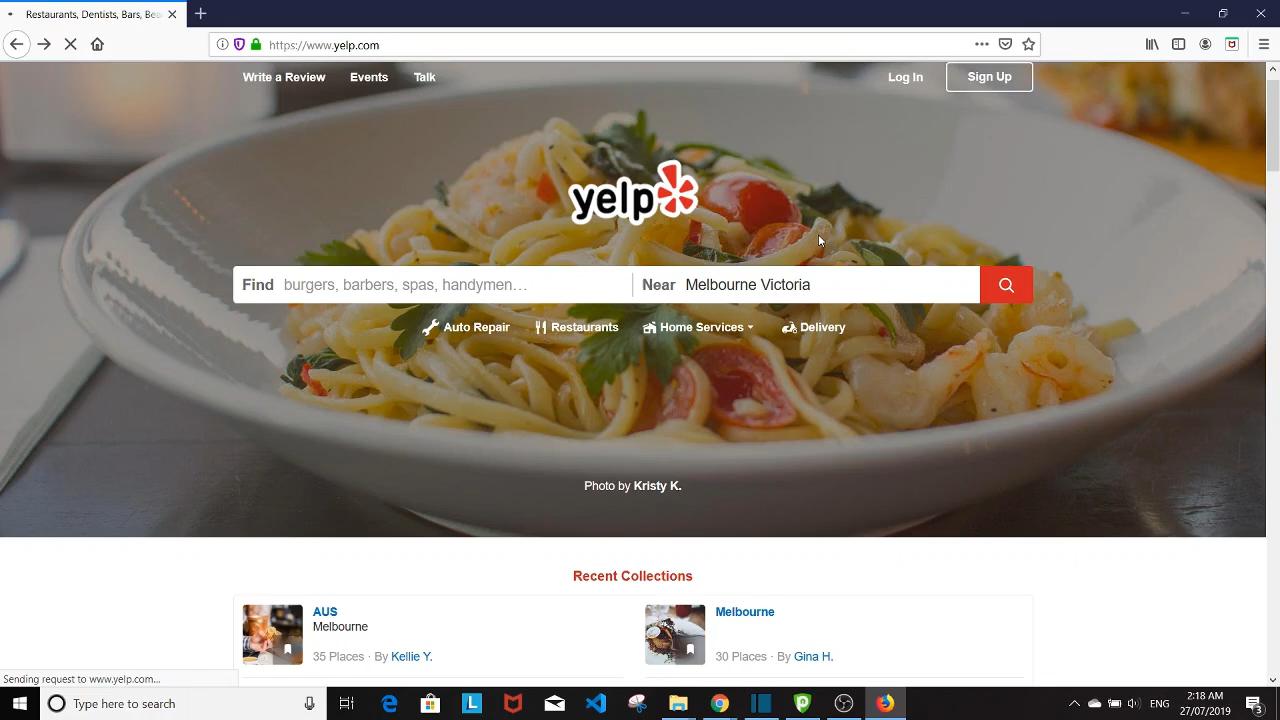 Restaurants, Dentists, Bars, Bea
https://www.yelp.com
Write a Review Events Talk Log In Sign Up
yelp
Find burgers, barbers, spas, handymen… Near Melbourne Victoria
Auto Repair Restaurants Home Services Delivery
Photo by Kristy K.
Recent Collections
AUS Melbourne
Melbourne
35 Places · By Kellie Y. 30 Places · By Gina H.
Sending request to www.yelp.com...
Type here to search
ENG 2:18 AM
27/07/2019 3